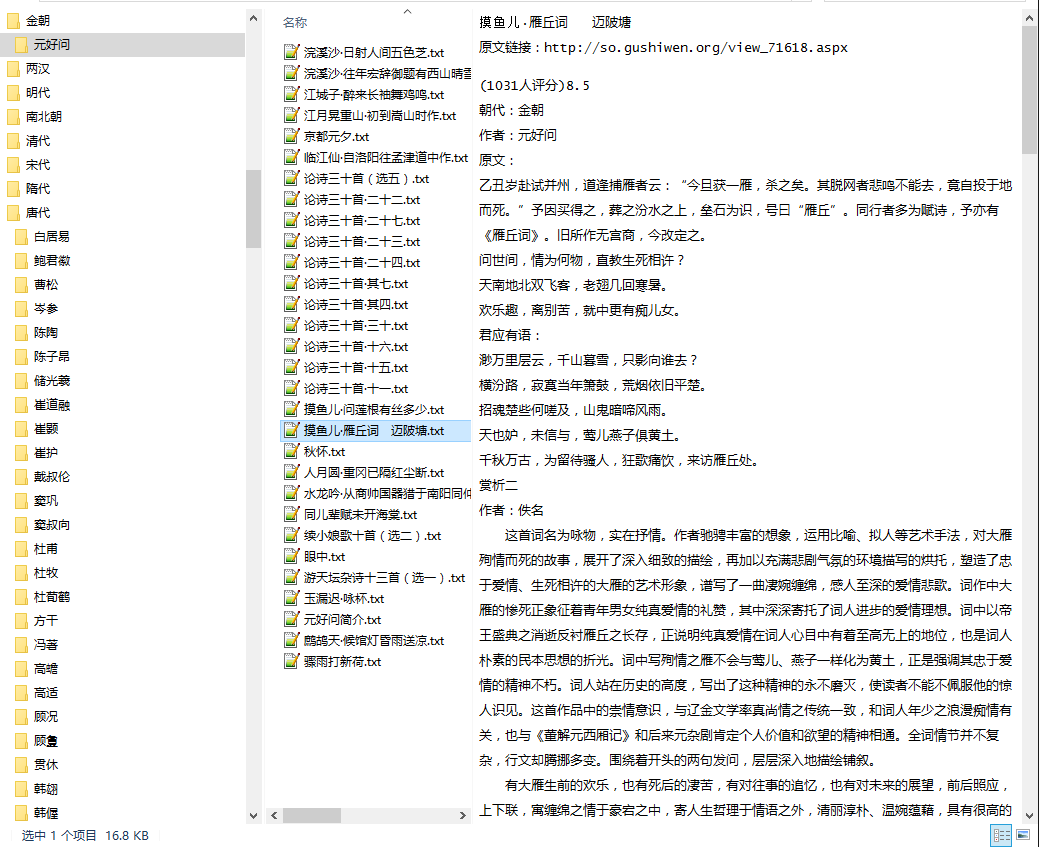 金朝
元好问
两汉
明代
南北朝
清代
宋代
隋代
唐代
白居易
鲍君徽
曹松
岑参
陈陶
陈子昂
储光羲
崔道融
崔颢
崔护
戴叔伦
窦巩
窦叔向
杜甫
杜牧
杜荀鹤
方干
冯著
高蟾
高适
顾况
顾敻
贯休
韩翃
韩偓
选中 1 个项目 16.8 KB
名称
浣溪沙·日射人间五色芝.txt
浣溪沙·往年宏辞御题有西山晴雪
江城子·醉来长袖舞鸡鸣.txt
江月晃重山·初到嵩山时作.txt
京都元夕.txt
临江仙·自洛阳往孟津道中作.txt
论诗三十首（选五）.txt
论诗三十首·二十二.txt
论诗三十首·二十七.txt
论诗三十首·二十三.txt
论诗三十首·二十四.txt
论诗三十首·其七.txt
论诗三十首·其四.txt
论诗三十首·三十.txt
论诗三十首·十六.txt
论诗三十首·十五.txt
论诗三十首·十一.txt
摸鱼儿·问莲根有丝多少.txt
摸鱼儿·雁丘词 迈陂塘.txt
秋怀.txt
人月圆·重冈已隔红尘断.txt
水龙吟·从商帅国器猎于南阳同仲
同儿辈赋未开海棠.txt
续小娘歌十首（选二）.txt
眼中.txt
游天坛杂诗十三首（选一）.txt
玉漏迟·咏杯.txt
元好问简介.txt
鹧鸪天·候馆灯昏雨送凉.txt
骤雨打新荷.txt
摸鱼儿·雁丘词 迈陂塘
原文链接：http://so.gushiwen.org/view_71618.aspx
(1031人评分)8.5
朝代：金朝
作者：元好问
原文：
乙丑岁赴试并州，道逢捕雁者云：“今旦获一雁，杀之矣。其脱网者悲鸣不能去，竟自投于地
而死。”予因买得之，葬之汾水之上，垒石为识，号曰“雁丘”。同行者多为赋诗，予亦有
《雁丘词》。旧所作无宫商，今改定之。
问世间，情为何物，直教生死相许？
天南地北双飞客，老翅几回寒暑。
欢乐趣，离别苦，就中更有痴儿女。
君应有语：
渺万里层云，千山暮雪，只影向谁去？
横汾路，寂寞当年箫鼓，荒烟依旧平楚。
招魂楚些何嗟及，山鬼暗啼风雨。
天也妒，未信与，莺儿燕子俱黄土。
千秋万古，为留待骚人，狂歌痛饮，来访雁丘处。
赏析二
作者：佚名
这首词名为咏物，实在抒情。作者驰骋丰富的想象，运用比喻、拟人等艺术手法，对大雁
殉情而死的故事，展开了深入细致的描绘，再加以充满悲剧气氛的环境描写的烘托，塑造了忠
于爱情、生死相许的大雁的艺术形象，谱写了一曲凄婉缠绵，感人至深的爱情悲歌。词作中大
雁的惨死正象征着青年男女纯真爱情的礼赞，其中深深寄托了词人进步的爱情理想。词中以帝
王盛典之消逝反衬雁丘之长存，正说明纯真爱情在词人心目中有着至高无上的地位，也是词人
朴素的民本思想的折光。词中写殉情之雁不会与莺儿、燕子一样化为黄土，正是强调其忠于爱
情的精神不朽。词人站在历史的高度，写出了这种精神的永不磨灭，使读者不能不佩服他的惊
人识见。这首作品中的崇情意识，与辽金文学率真尚情之传统一致，和词人年少之浪漫痴情有
关，也与《董解元西厢记》和后来元杂剧肯定个人价值和欲望的精神相通。全词情节并不复
杂，行文却腾挪多变。围绕着开头的两句发问，层层深入地描绘铺叙。
有大雁生前的欢乐，也有死后的凄苦，有对往事的追忆，也有对未来的展望，前后照应，
上下联，寓缠绵之情于豪宕之中，寄人生哲理于情语之外，清丽淳朴、温婉蕴藉，具有很高的